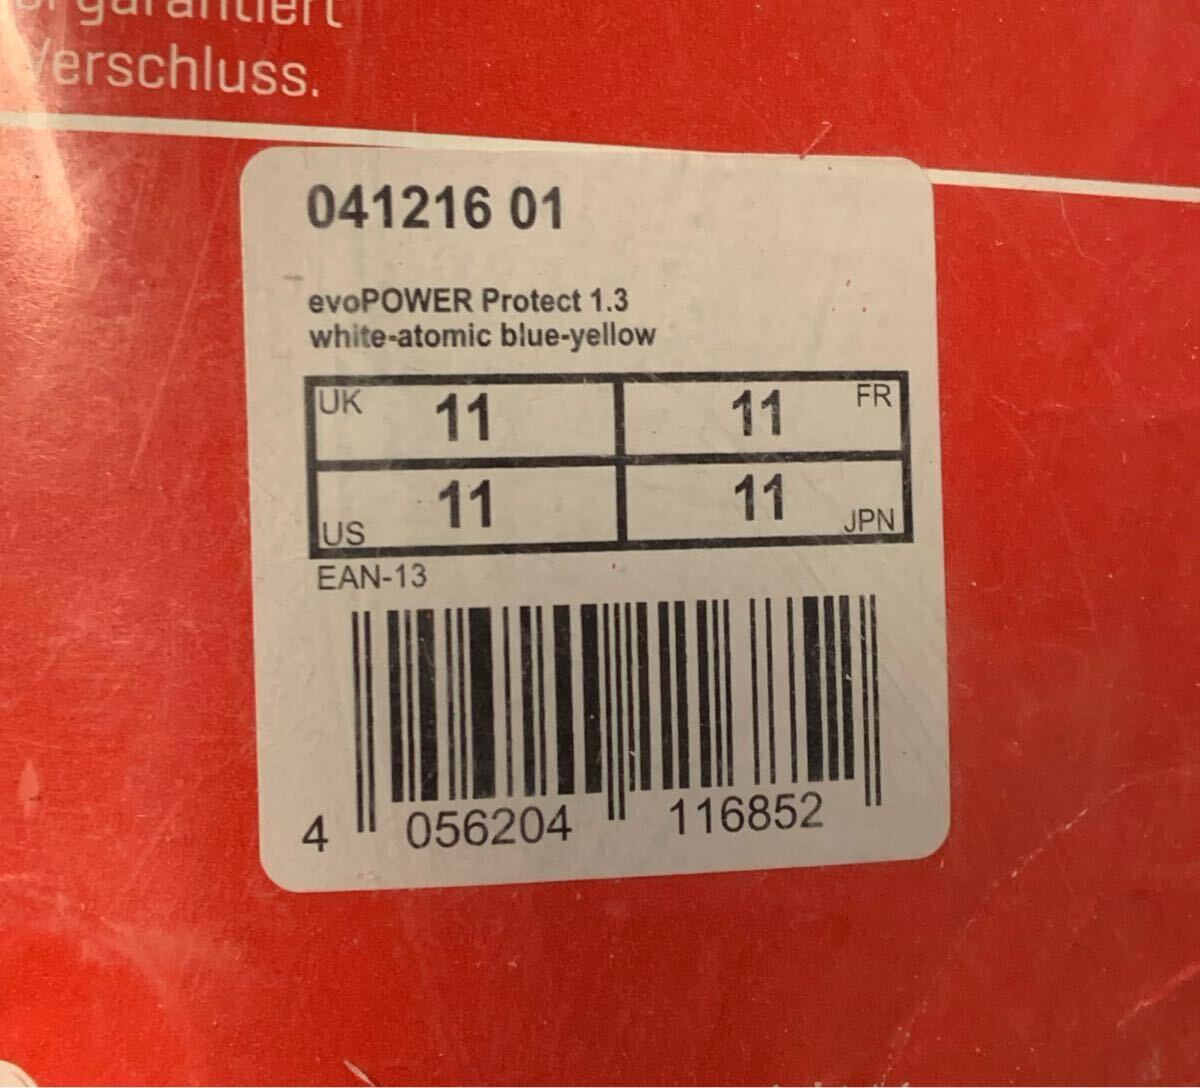 garantiert
Verschluss.
041216 01
evoPOWER Protect 1.3
white-atomic blue-yellow
UK 11 11 FR
US 11 11 JPN
EAN-13
4 056204 116852